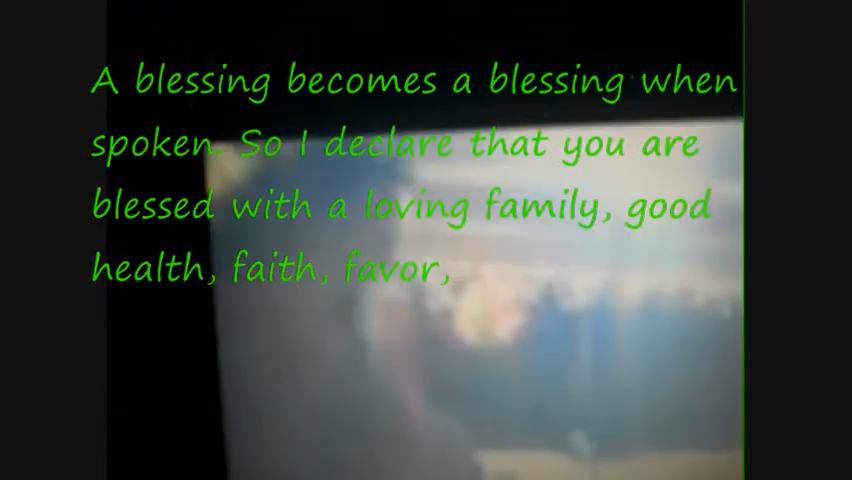 A blessing becomes a blessing when
spoken. So I declare that you are
blessed with a loving family, good
health, faith, favor,